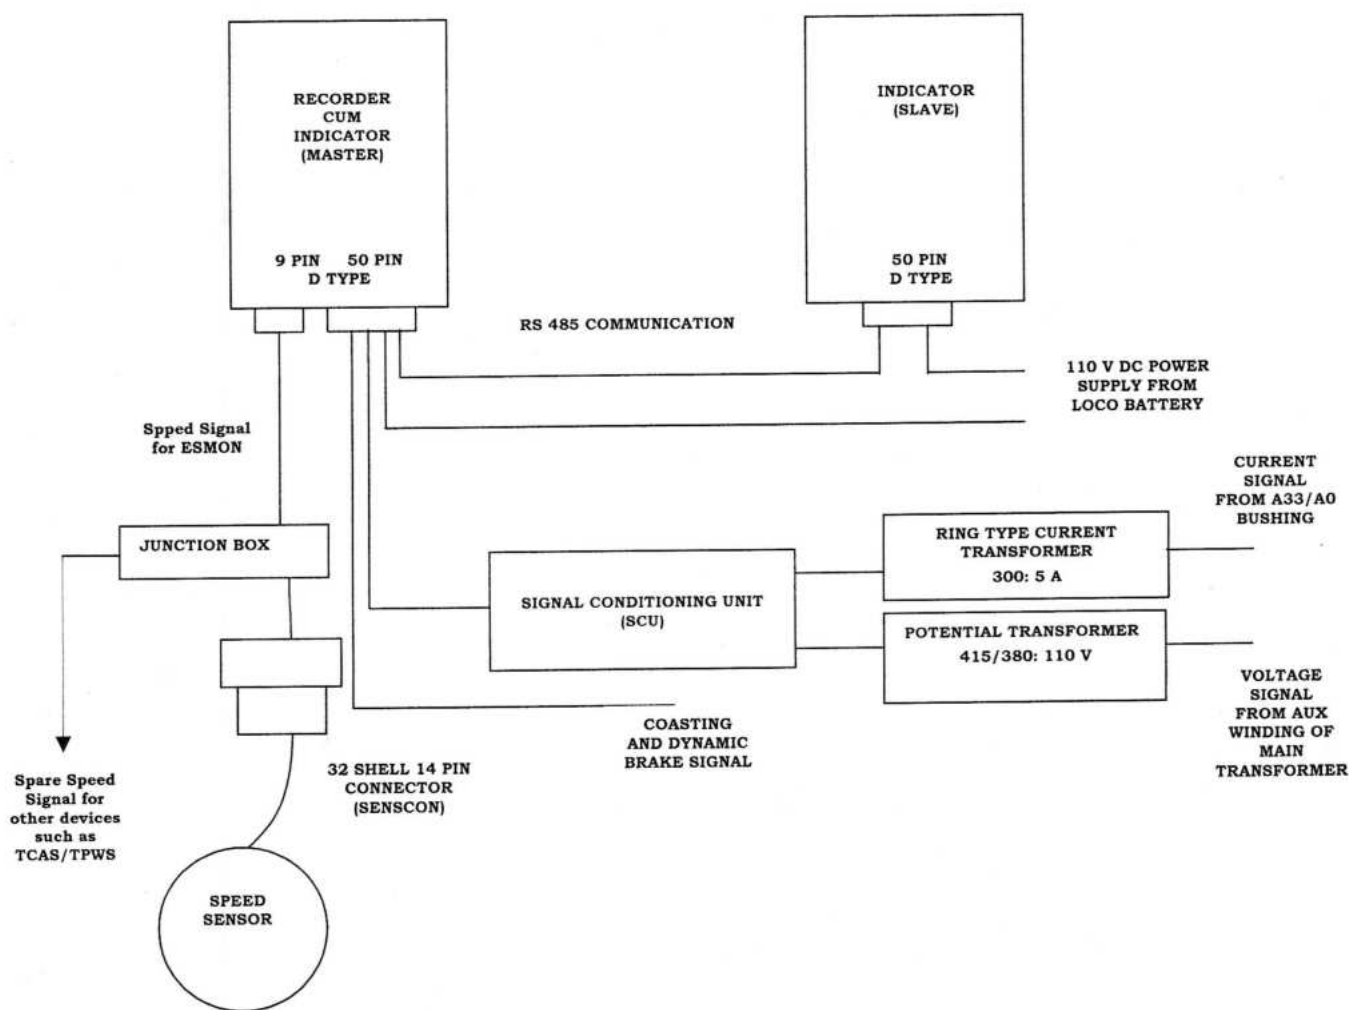 RECORDER
CUM
INDICATOR
(MASTER)
9 PIN 50 PIN
D TYPE
INDICATOR
(SLAVE)
50 PIN
D TYPE
RS 485 COMMUNICATION
110 V DC POWER
SUPPLY FROM
LOCO BATTERY
Spped Signal
for ESMON
CURRENT
SIGNAL
FROM A33/A0
BUSHING
JUNCTION BOX
RING TYPE CURRENT
TRANSFORMER
300: 5 A
SIGNAL CONDITIONING UNIT
(SCU)
POTENTIAL TRANSFORMER
415/380: 110 V
VOLTAGE
SIGNAL
FROM AUX
WINDING OF
MAIN
TRANSFORMER
COASTING
AND DYNAMIC
BRAKE SIGNAL
32 SHELL 14 PIN
CONNECTOR
(SENSCON)
Spare Speed
Signal for
other devices
such as
TCAS/TPWS
SPEED
SENSOR